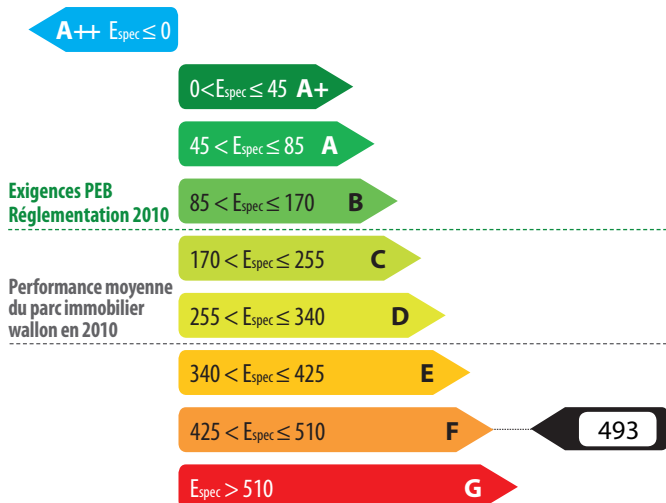 A++ Espec ≤ 0
0 < Espec ≤ 45 A+
45 < Espec ≤ 85 A
Exigences PEB
Réglementation 2010
85 < Espec ≤ 170 B
170 < Espec ≤ 255 C
Performance moyenne
du parc immobilier
wallon en 2010
255 < Espec ≤ 340 D
340 < Espec ≤ 425 E
425 < Espec ≤ 510 F 493
Espec > 510 G